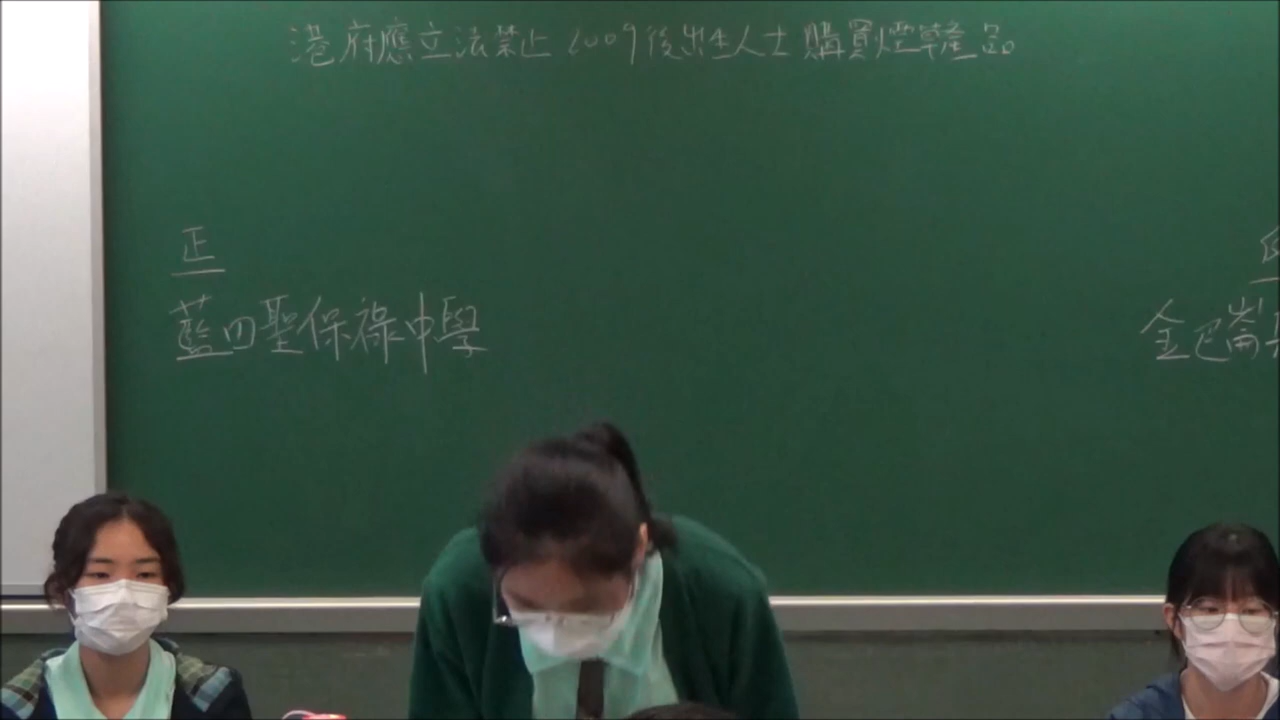 港府應立法禁止2009後出生人士購買煙草產品
正
藍田聖保祿中學
金巴崙長